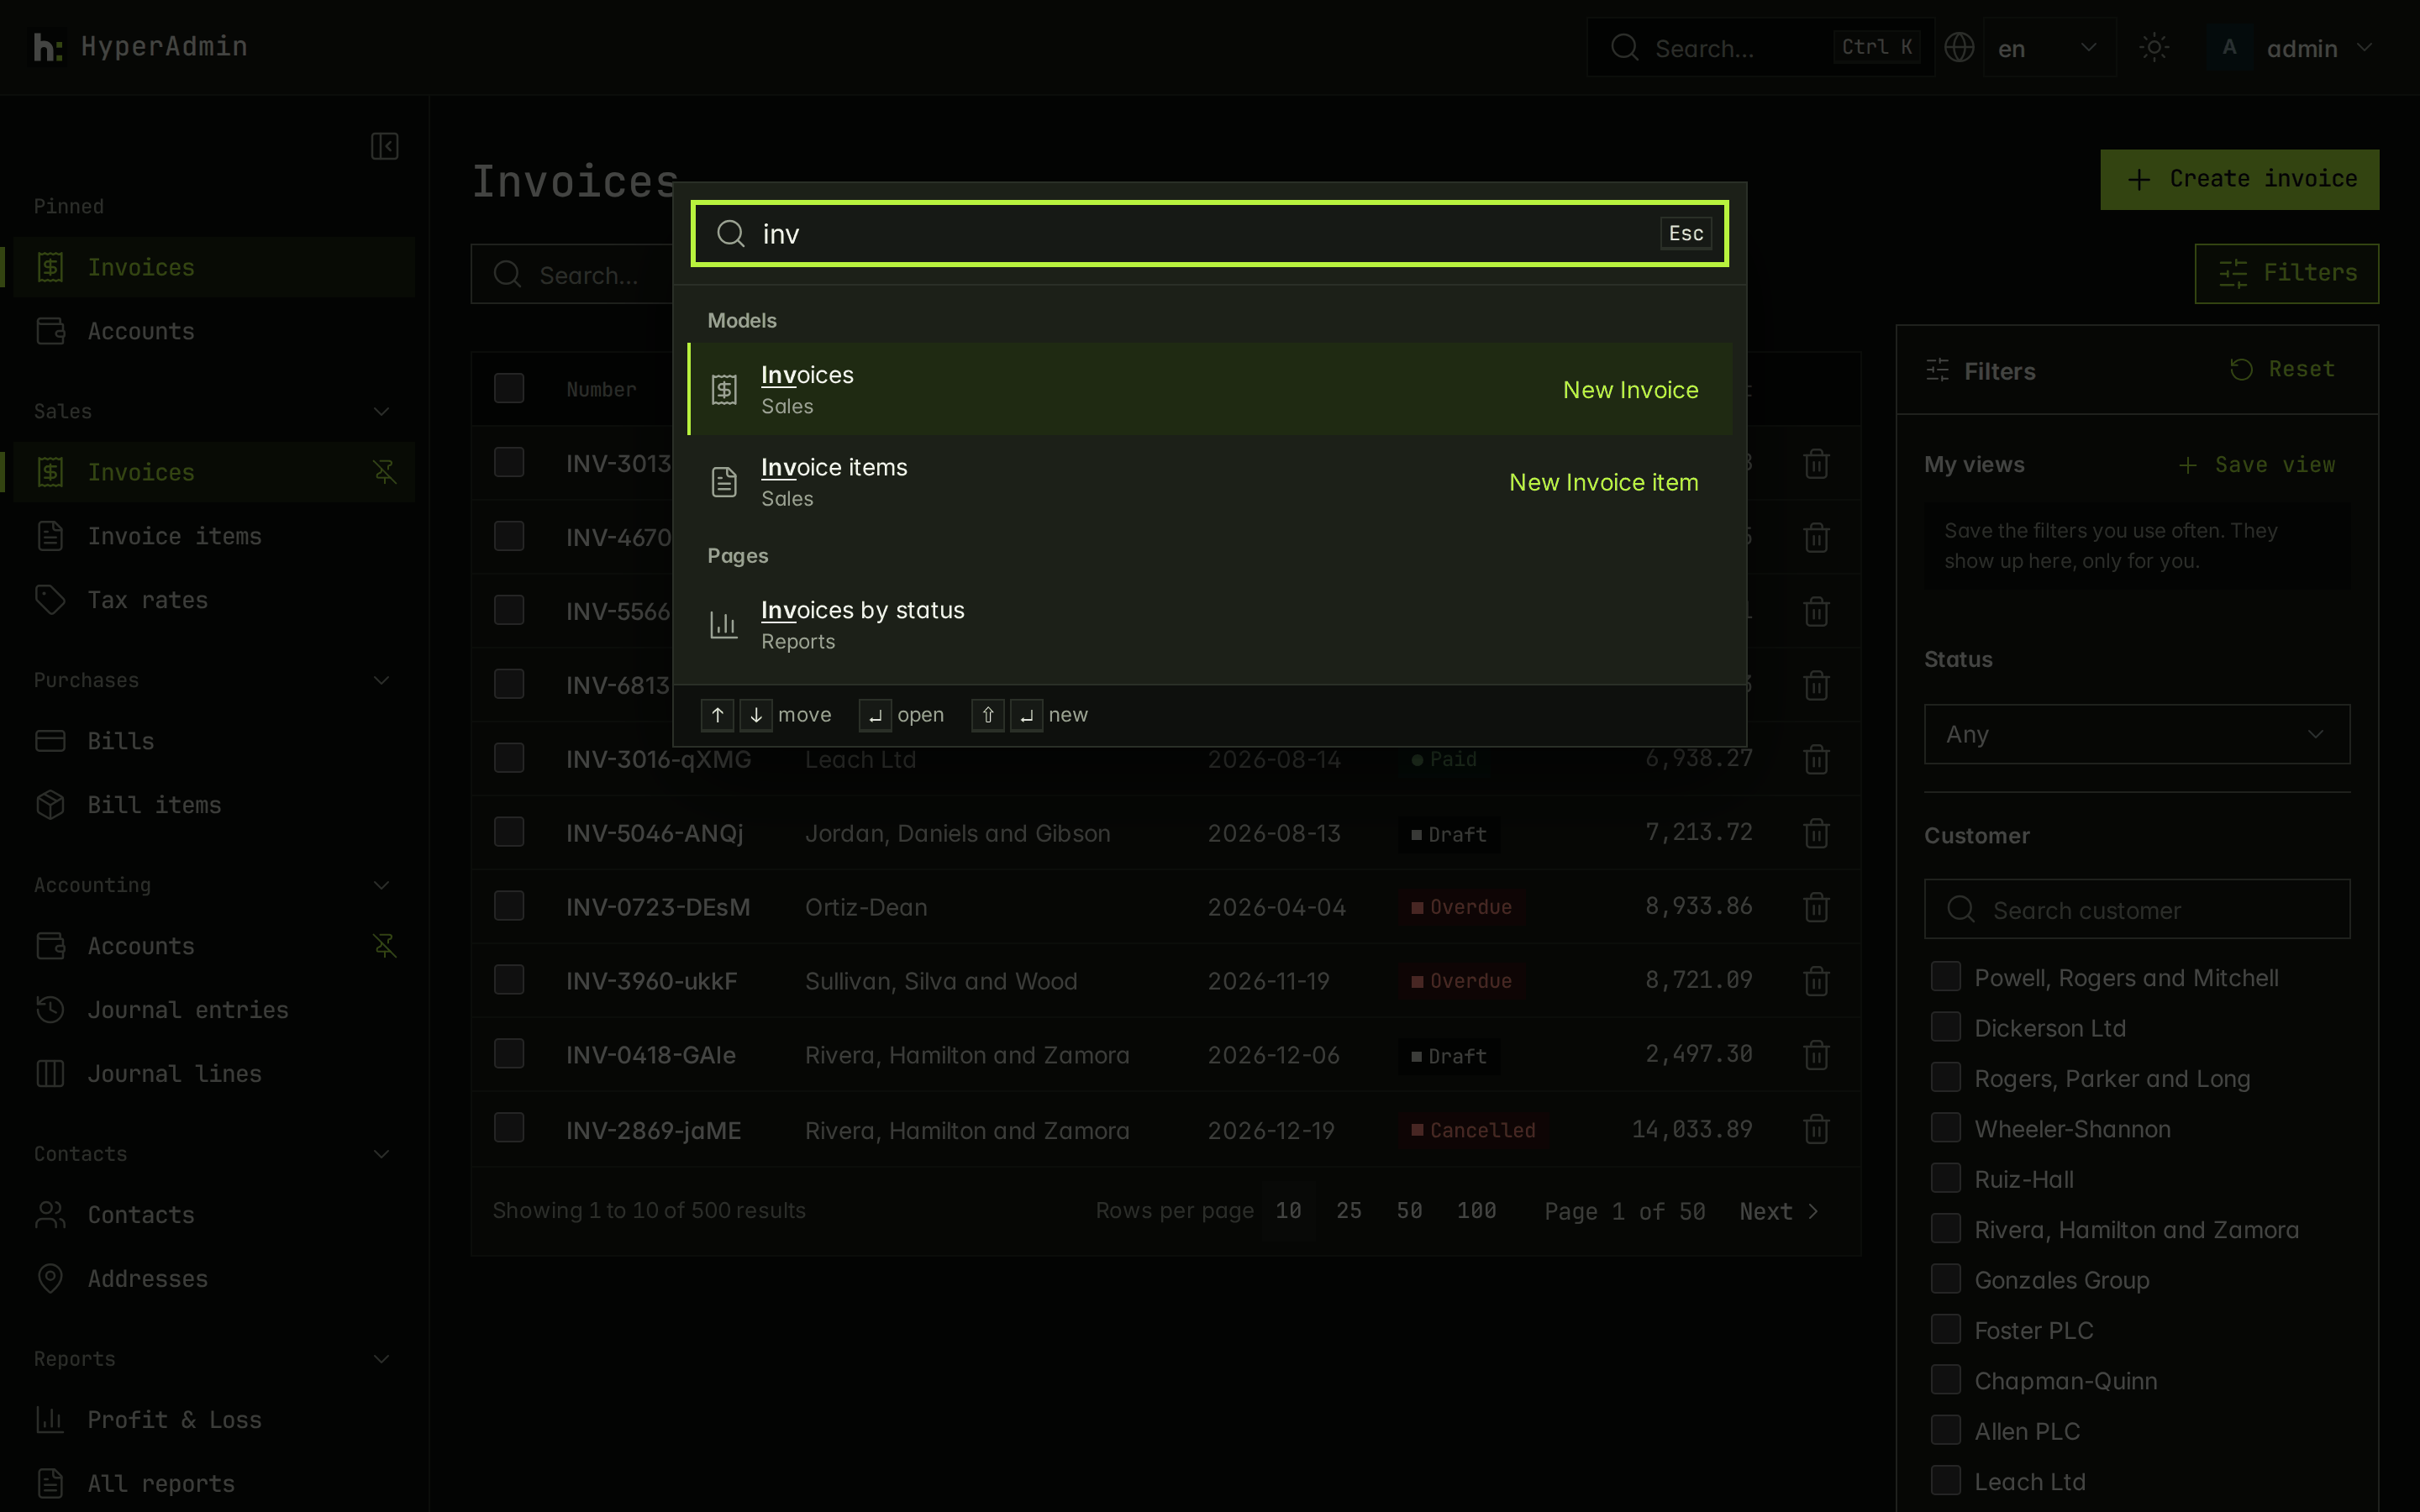 h: HyperAdmin
Search... Ctrl K
en
A admin
Pinned
Invoices
Accounts
Sales
Invoices
Invoice items
Tax rates
Purchases
Bills
Bill items
Accounting
Accounts
Journal entries
Journal lines
Contacts
Contacts
Addresses
Reports
Profit & Loss
All reports
Invoices
Create invoice
Search...
Filters
inv Esc
Models
Invoices New Invoice
Sales
Invoice items New Invoice item
Sales
Pages
Invoices by status
Reports
↑ ↓ move ↵ open ⇧ ↵ new
Number
INV-3013
INV-4670
INV-5566
INV-6813
INV-3016-qXMG Leach Ltd 2026-08-14 Paid 6,938.27
INV-5046-ANQj Jordan, Daniels and Gibson 2026-08-13 Draft 7,213.72
INV-0723-DEsM Ortiz-Dean 2026-04-04 Overdue 8,933.86
INV-3960-ukkF Sullivan, Silva and Wood 2026-11-19 Overdue 8,721.09
INV-0418-GAIe Rivera, Hamilton and Zamora 2026-12-06 Draft 2,497.30
INV-2869-jaME Rivera, Hamilton and Zamora 2026-12-19 Cancelled 14,033.89
Showing 1 to 10 of 500 results Rows per page 10 25 50 100 Page 1 of 50 Next
Filters Reset
My views Save view
Save the filters you use often. They
show up here, only for you.
Status
Any
Customer
Search customer
Powell, Rogers and Mitchell
Dickerson Ltd
Rogers, Parker and Long
Wheeler-Shannon
Ruiz-Hall
Rivera, Hamilton and Zamora
Gonzales Group
Foster PLC
Chapman-Quinn
Allen PLC
Leach Ltd